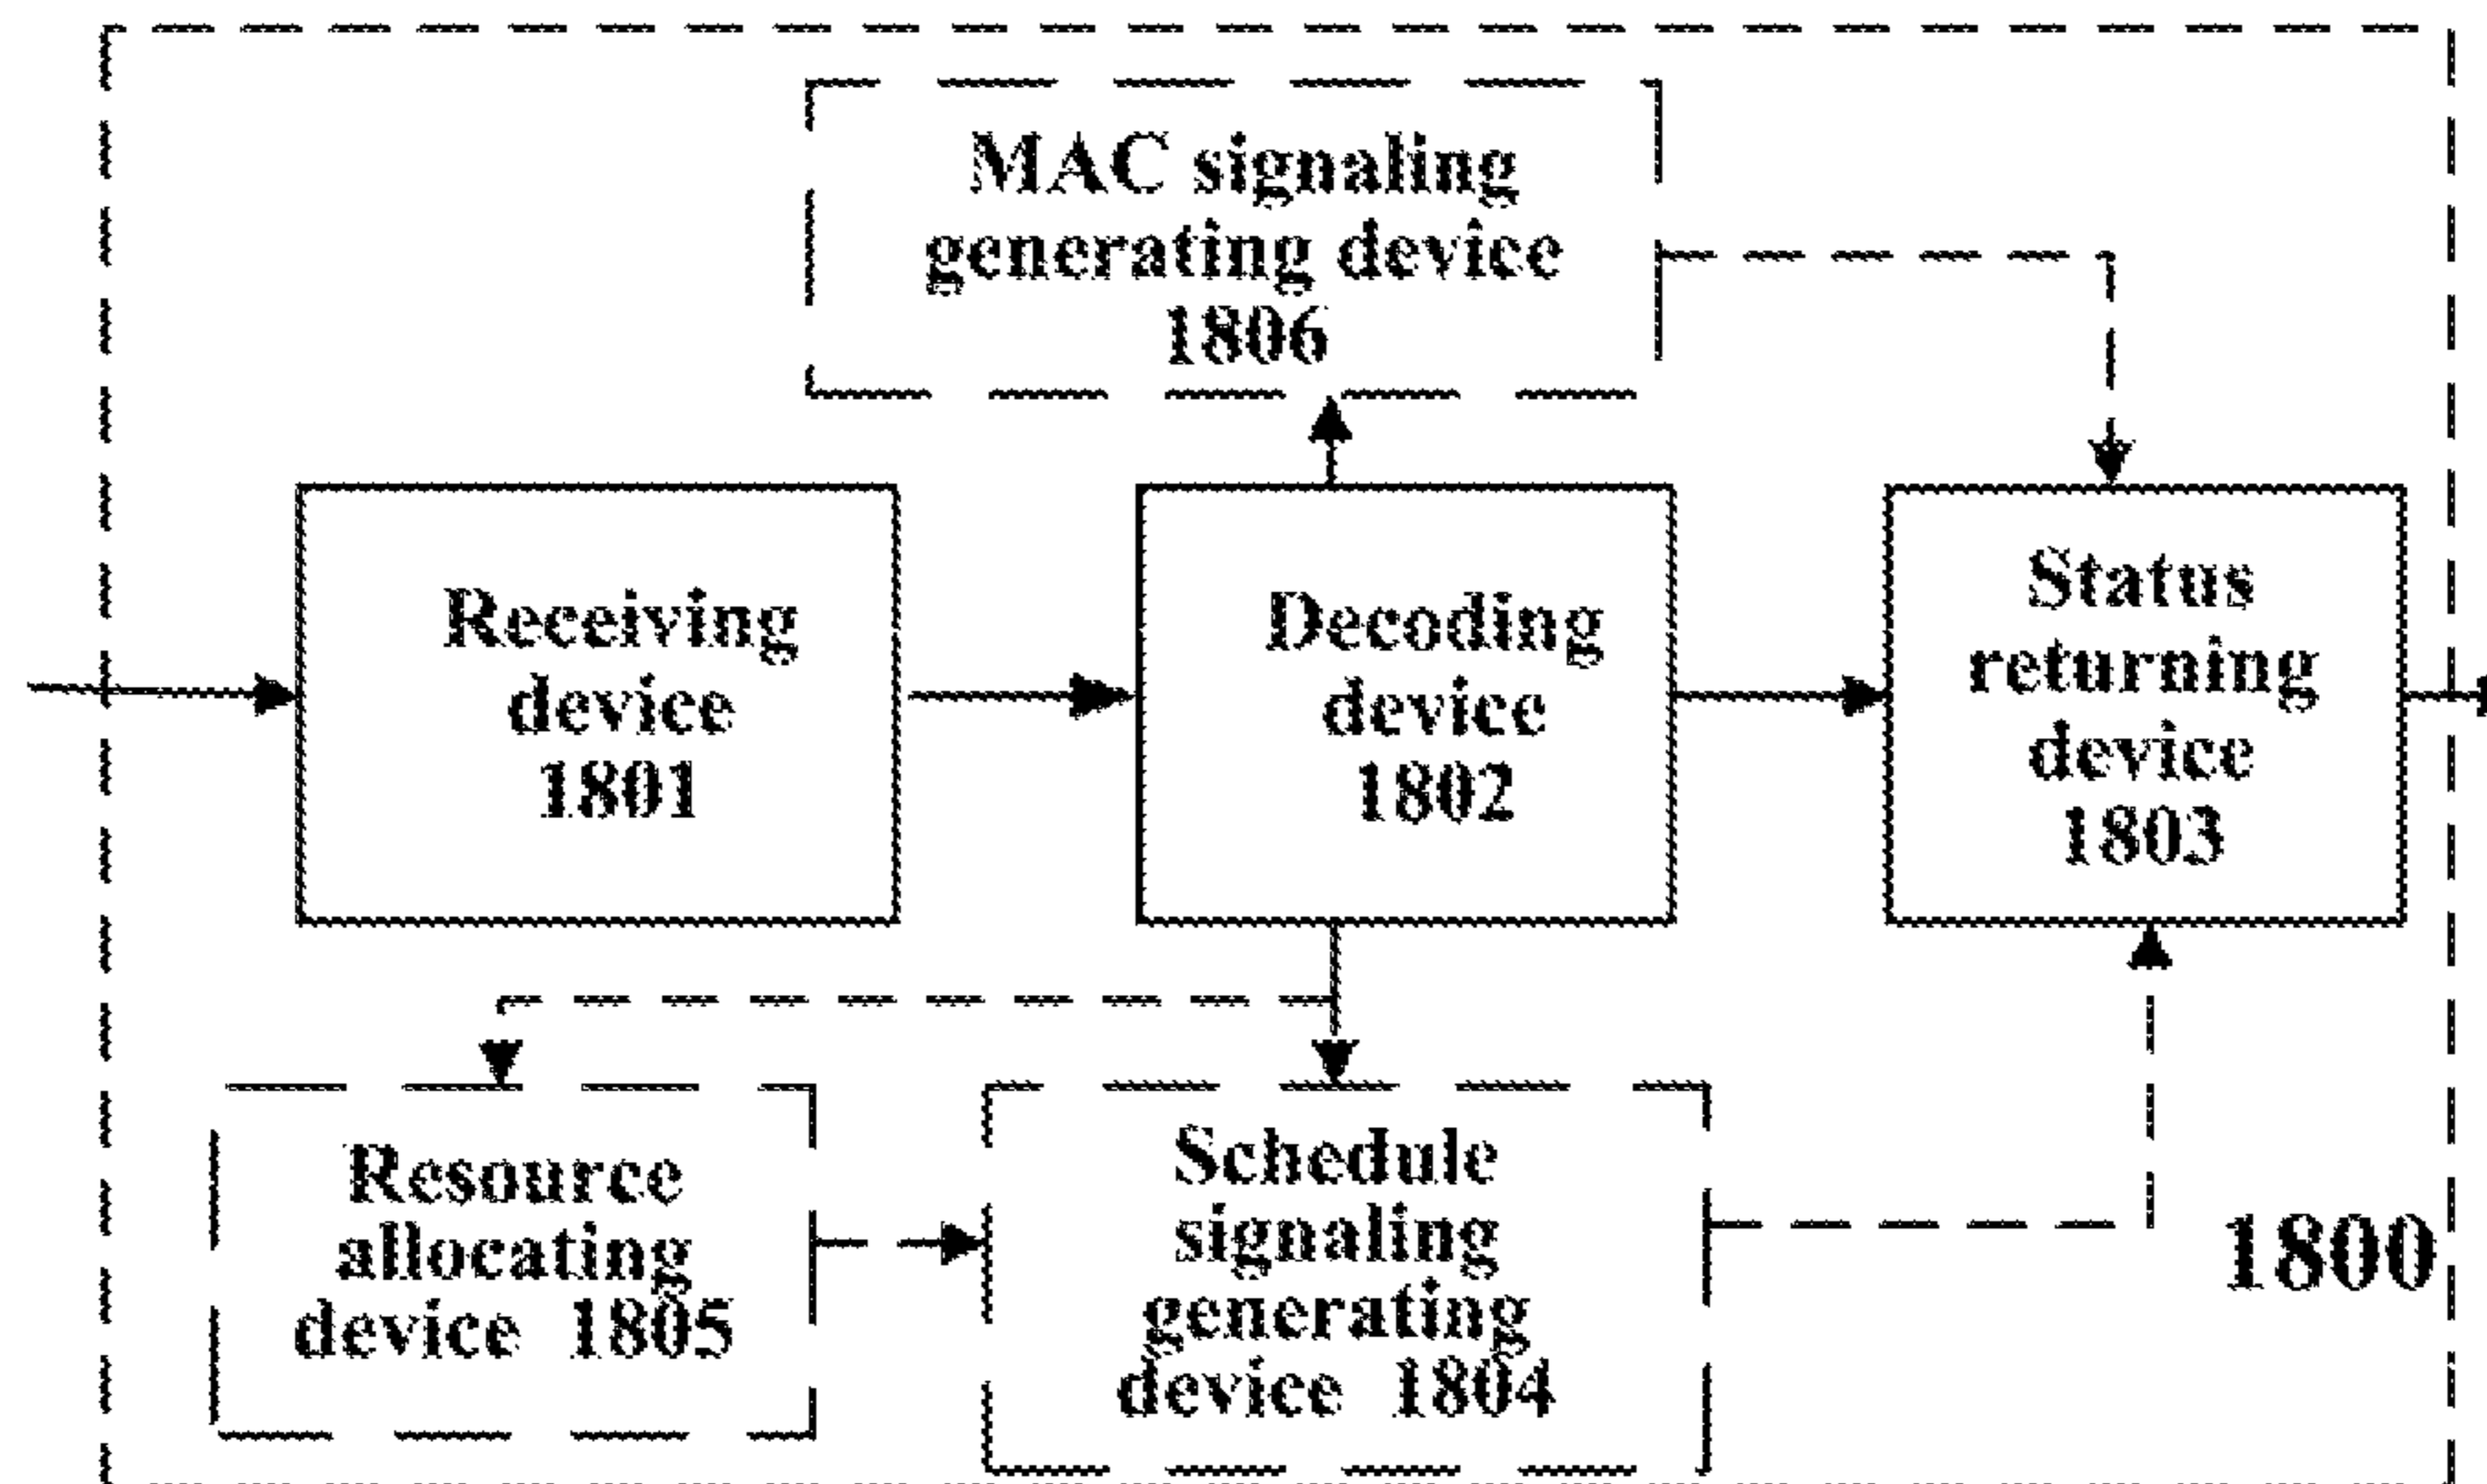 MAC signaling
generating device
1806
Receiving
device
1801
Decoding
device
1802
Status
returning
device
1803
Resource
allocating
device 1805
Schedule
signaling
generating
device 1804
1800